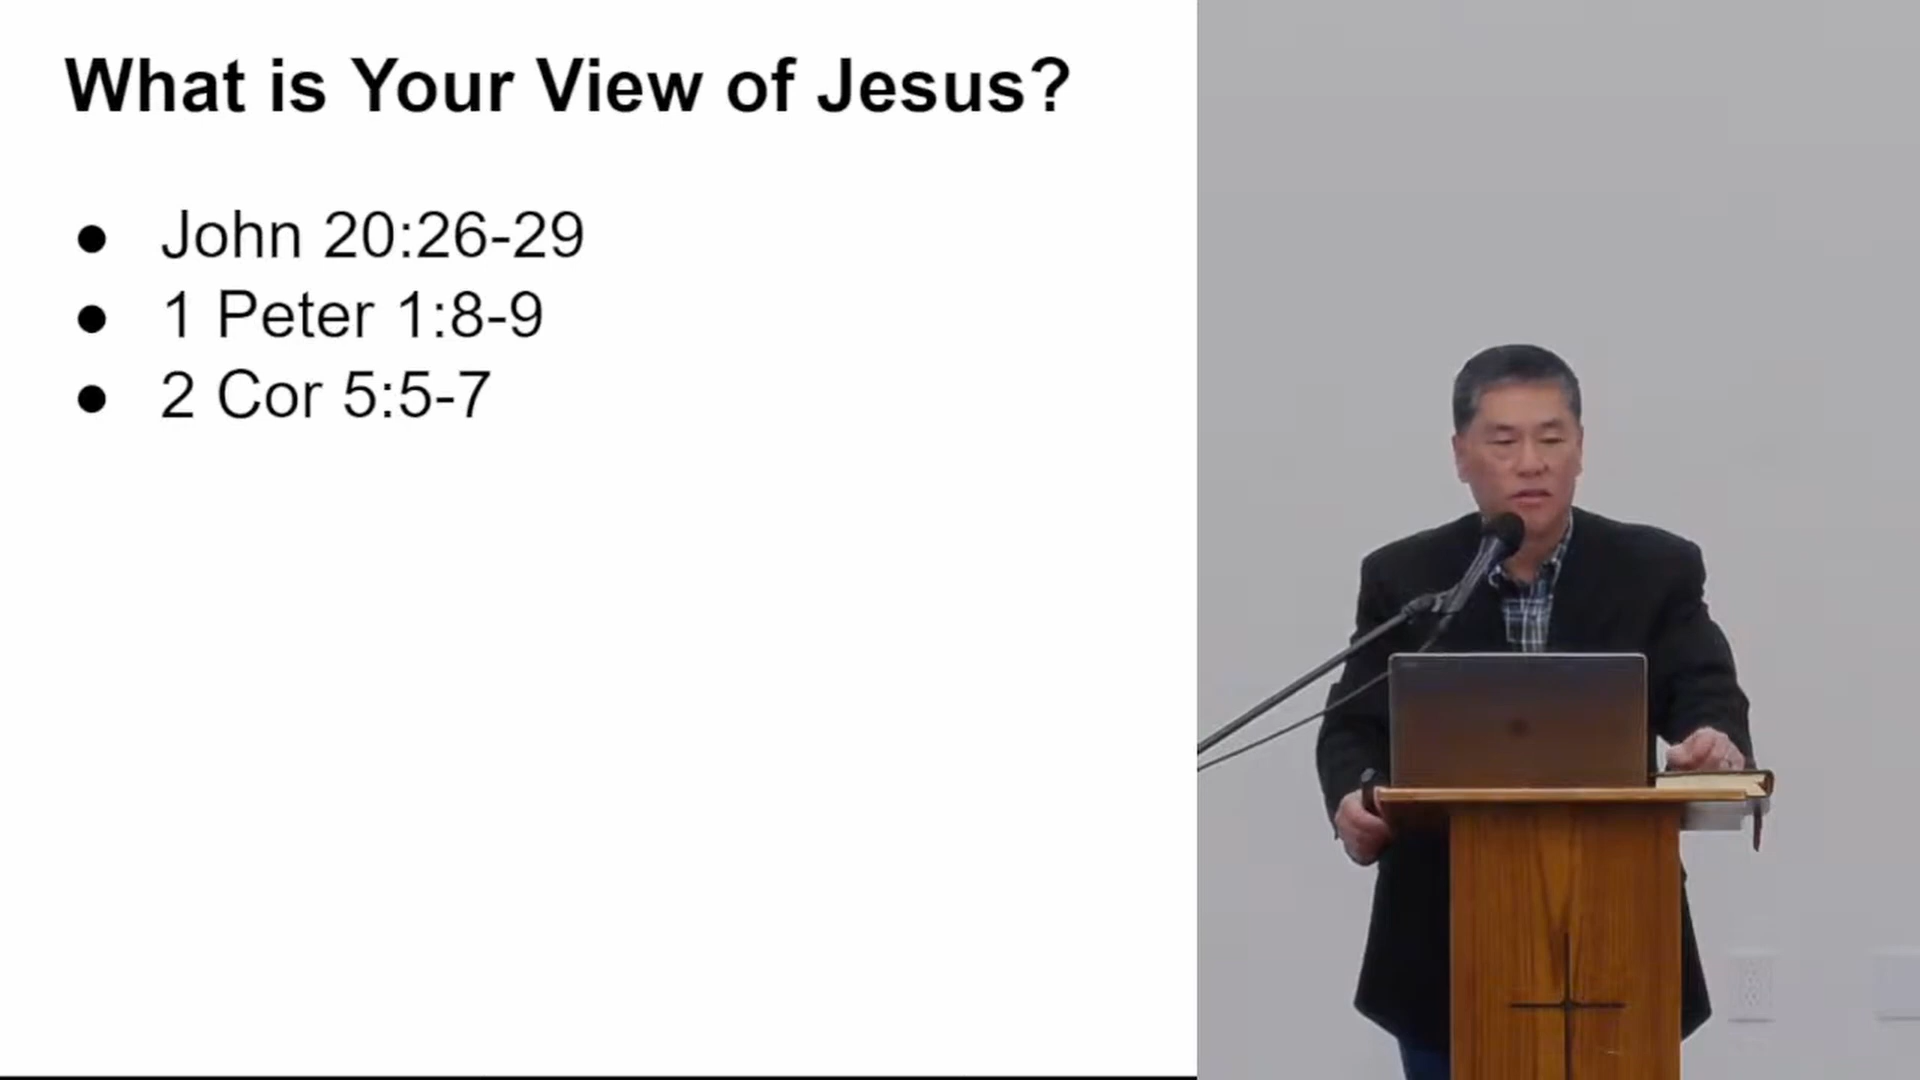 What is Your View of Jesus?
● John 20:26-29
● 1 Peter 1:8-9
● 2 Cor 5:5-7